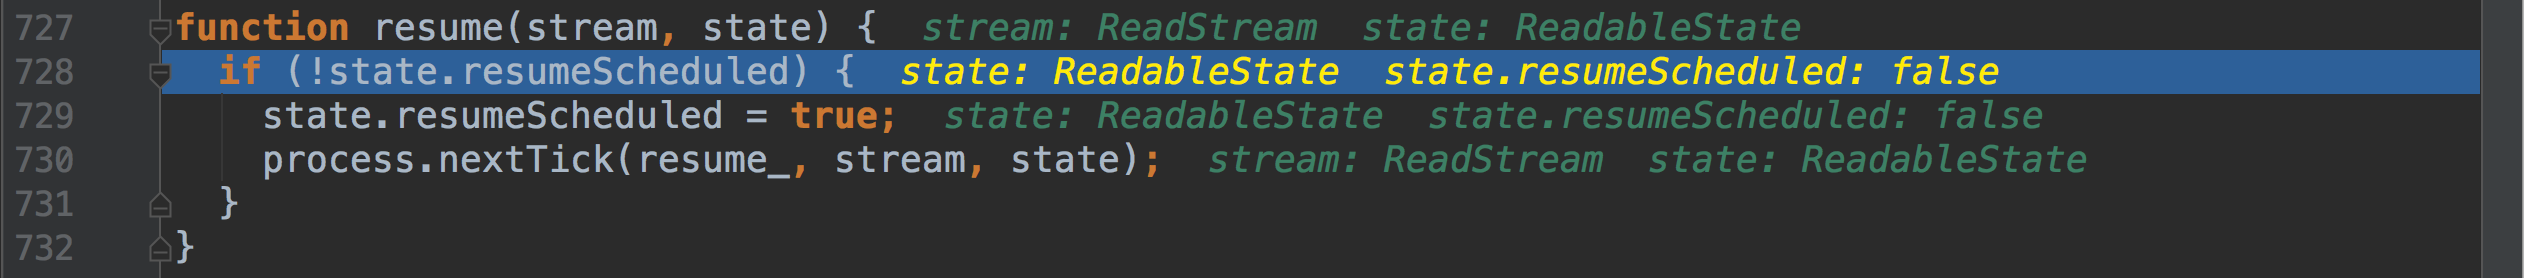 727 function resume(stream, state) {  stream: ReadStream  state: ReadableState
728   if (!state.resumeScheduled) {  state: ReadableState  state.resumeScheduled: false
729     state.resumeScheduled = true;  state: ReadableState  state.resumeScheduled: false
730     process.nextTick(resume_, stream, state);  stream: ReadStream  state: ReadableState
731   }
732 }